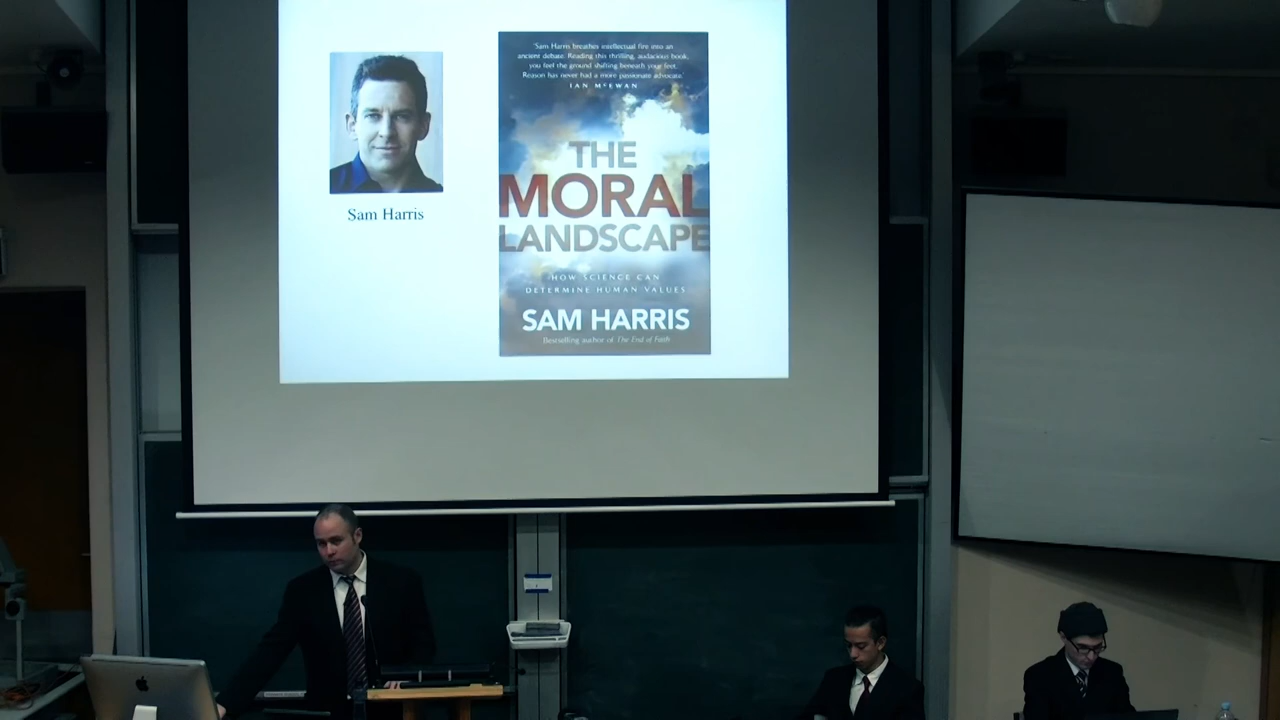 'Sam Harris breathes intellectual fire into an
ancient debate. Reading this thrilling, audacious book,
you feel the ground shifting beneath your feet.
Reason has never had a more passionate advocate.'
IAN McEWAN
THE
MORAL
LANDSCAPE
HOW SCIENCE CAN
DETERMINE HUMAN VALUES
SAM HARRIS
Bestselling author of The End of Faith
Sam Harris